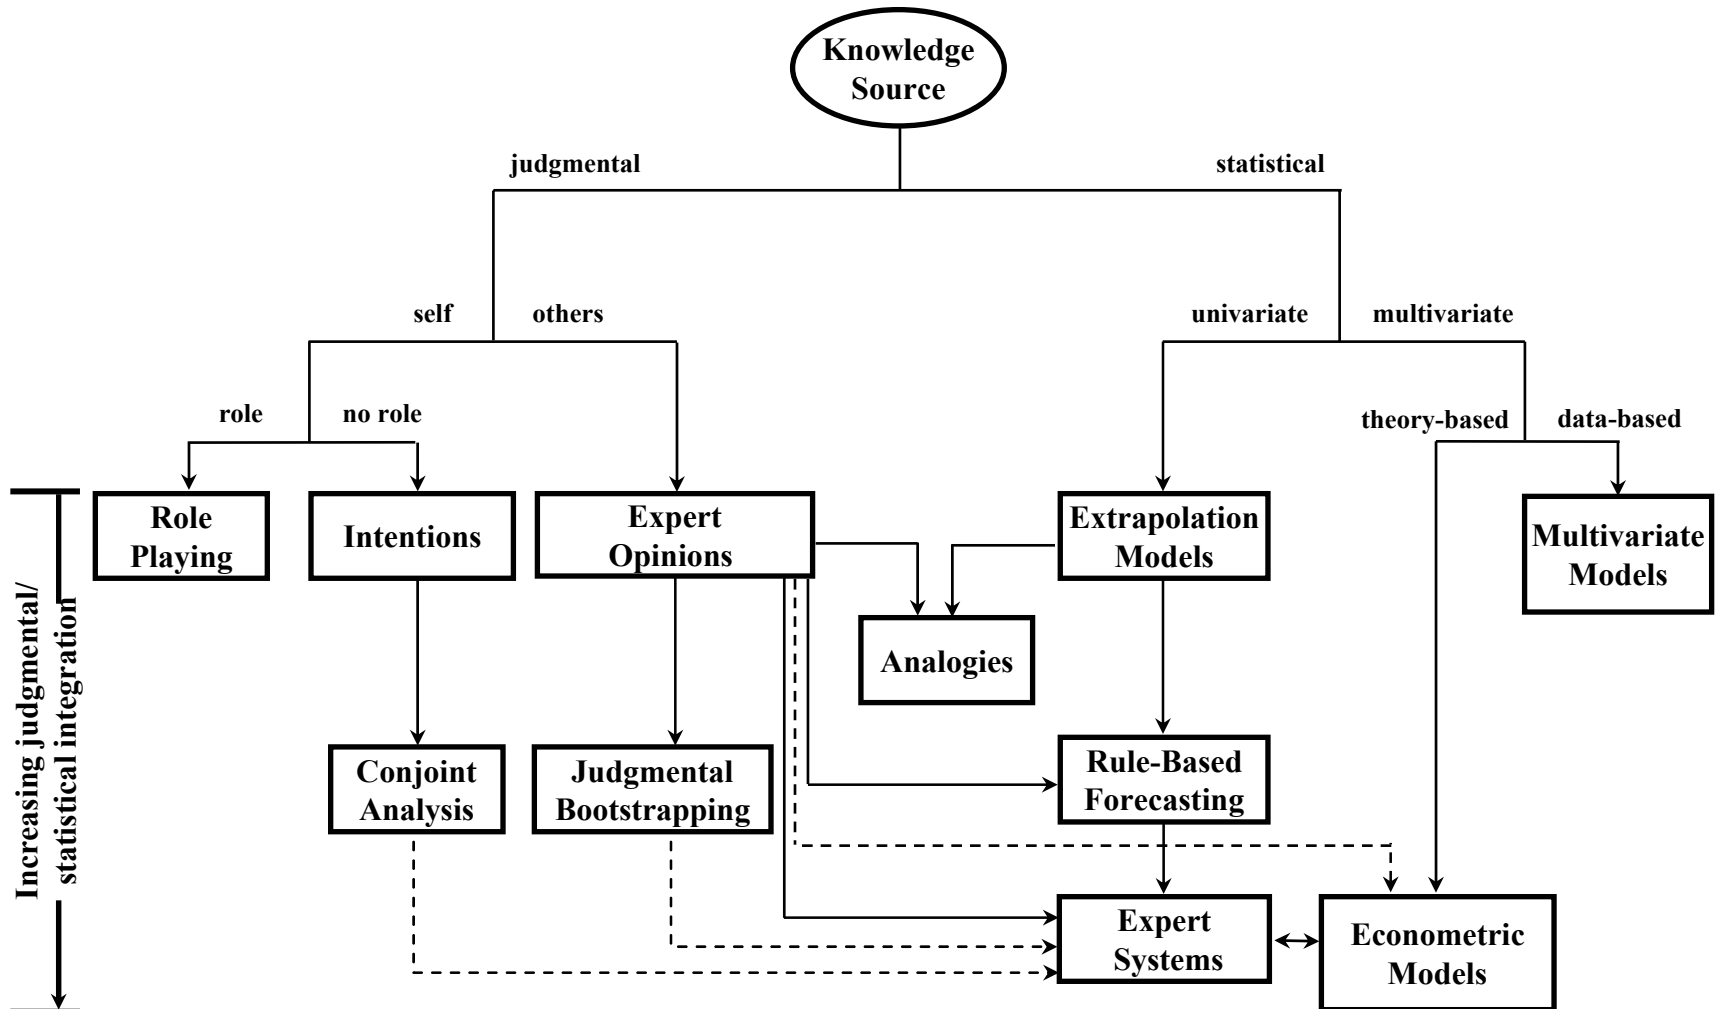 Knowledge
Source
judgmental
statistical
self
others
univariate
multivariate
role
no role
theory-based
data-based
Role
Playing
Intentions
Expert
Opinions
Extrapolation
Models
Multivariate
Models
Analogies
Increasing judgmental/
statistical integration
Conjoint
Analysis
Judgmental
Bootstrapping
Rule-Based
Forecasting
Expert
Systems
Econometric
Models